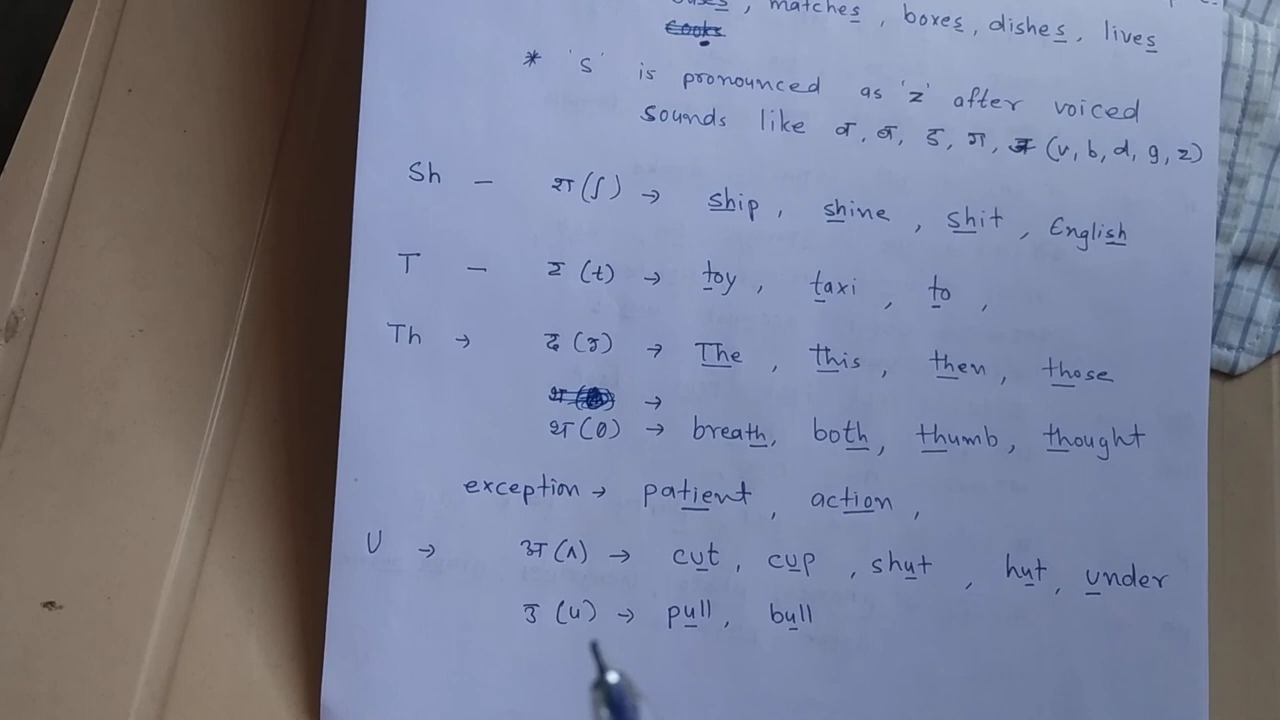 matches, boxes, dishes, lives
* 's' is pronounced as 'z' after voiced
sounds like व, ब, ड, ग, ज (v, b, d, g, z)
Sh - श (ʃ) → ship, shine, shit, English
T - ट (t) → toy, taxi, to,
Th → द (ʒ) → The, this, then, those
→
थ (θ) → breath, both, thumb, thought
exception → patient, action,
U → अ (ʌ) → cut, cup, shut, hut, under
उ (u) → pull, bull